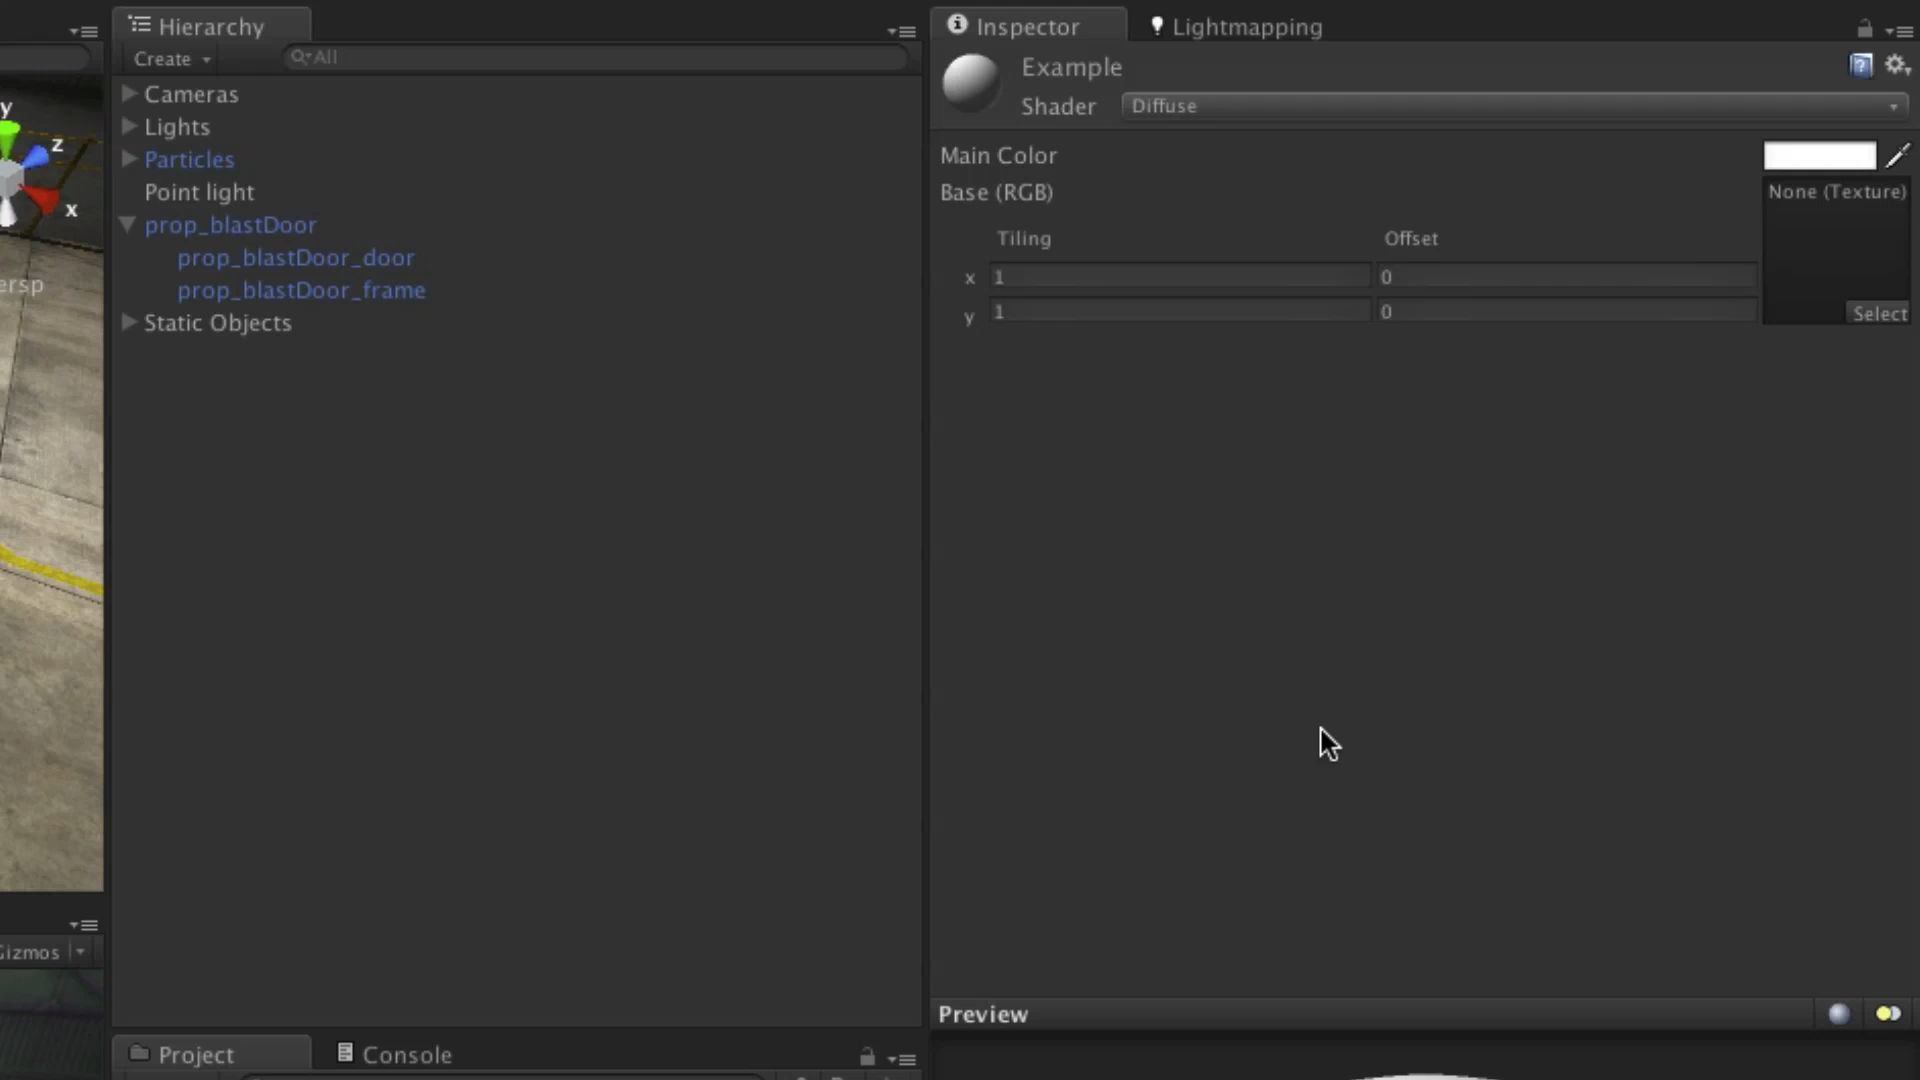 Hierarchy
Create
All
Cameras
Lights
Particles
Point light
prop_blastDoor
prop_blastDoor_door
prop_blastDoor_frame
Static Objects
y
z
x
ersp
Gizmos
Project
Console
Inspector
Lightmapping
Example
Shader
Diffuse
Main Color
Base (RGB)
None (Texture)
Tiling Offset
x 1 0
y 1 0
Select
Preview